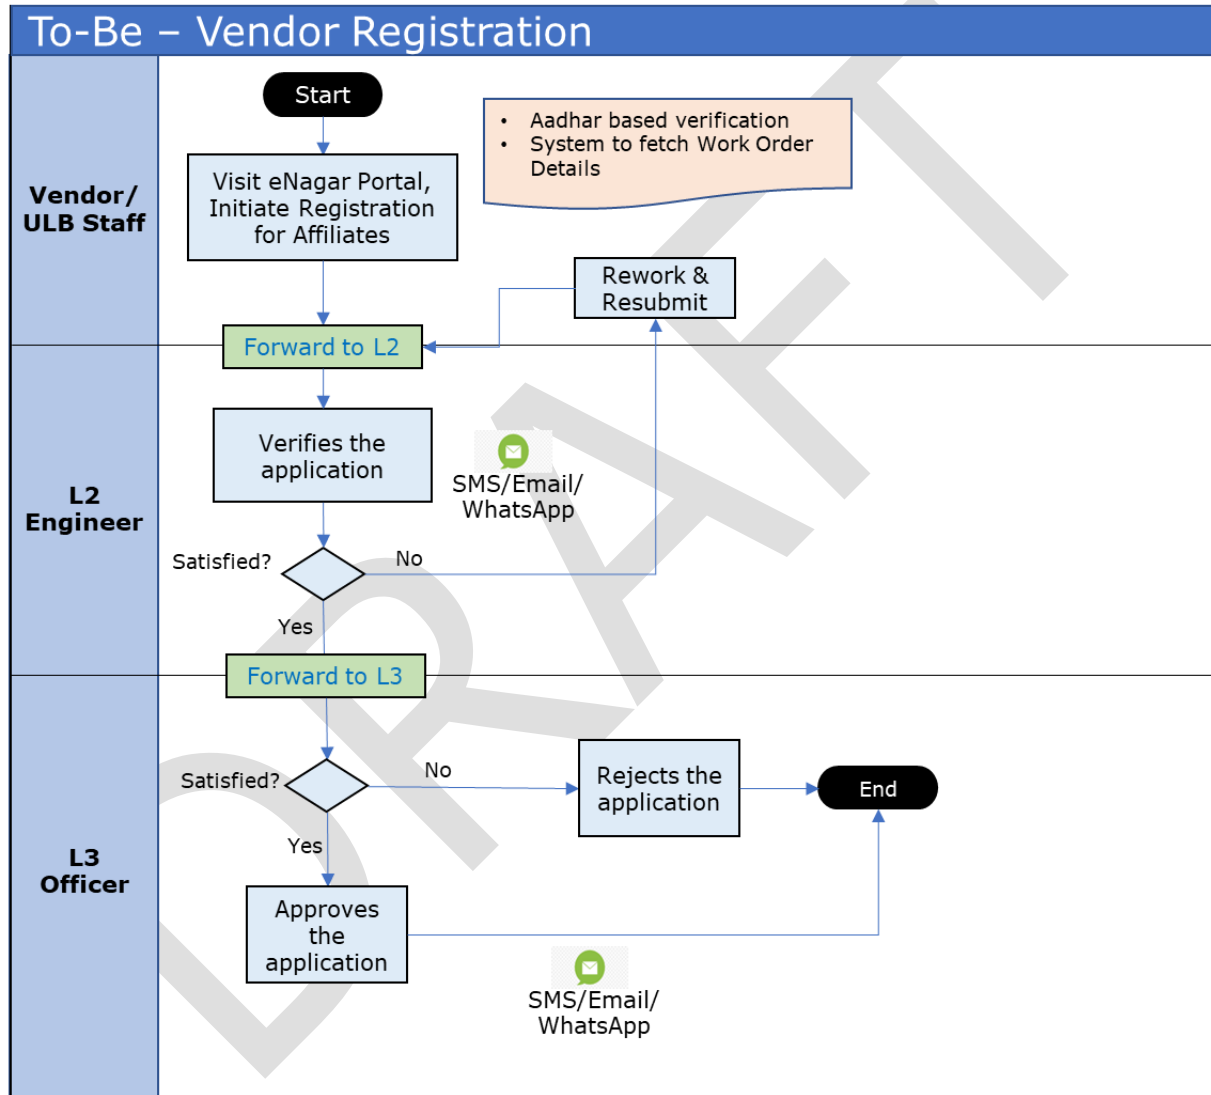 To-Be – Vendor Registration
Start
• Aadhar based verification
• System to fetch Work Order
Details
Visit eNagar Portal,
Initiate Registration
for Affiliates
Vendor/
ULB Staff
Rework &
Resubmit
Forward to L2
Verifies the
application
SMS/Email/
WhatsApp
L2
Engineer
Satisfied?
No
Yes
Forward to L3
Satisfied?
No
Rejects the
application
End
Yes
L3
Officer
Approves
the
application
SMS/Email/
WhatsApp
DRAFT